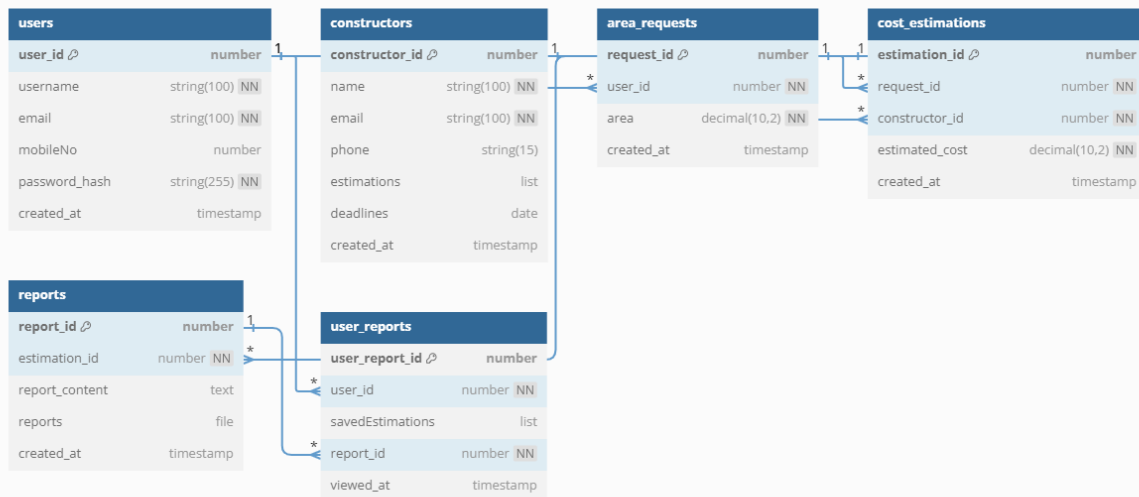 users
user_id number
username string(100) NN
email string(100) NN
mobileNo number
password_hash string(255) NN
created_at timestamp
constructors
constructor_id number
name string(100) NN
email string(100) NN
phone string(15)
estimations list
deadlines date
created_at timestamp
area_requests
request_id number
user_id number NN
area decimal(10,2) NN
created_at timestamp
cost_estimations
estimation_id number
request_id number NN
constructor_id number NN
estimated_cost decimal(10,2) NN
created_at timestamp
reports
report_id number
estimation_id number NN
report_content text
reports file
created_at timestamp
user_reports
user_report_id number
user_id number NN
savedEstimations list
report_id number NN
viewed_at timestamp
1
1
*
1
1
*
*
1
*
*
*